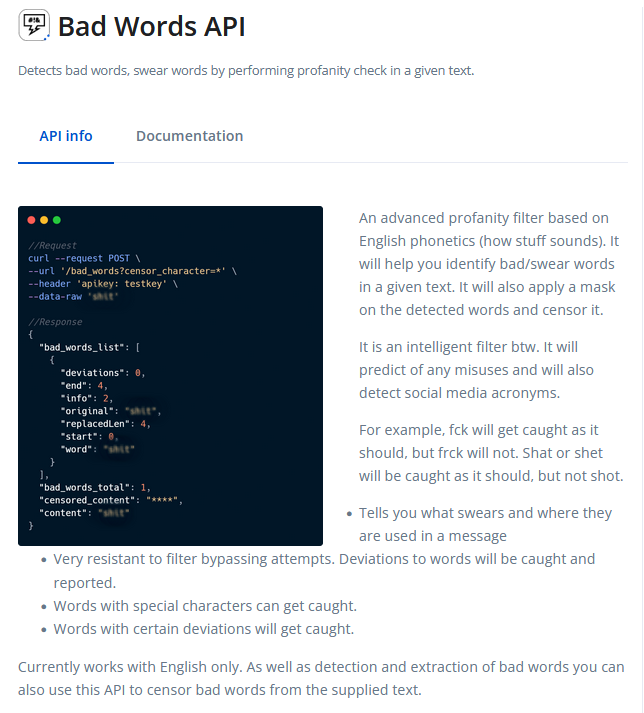 #!&
Bad Words API
Detects bad words, swear words by performing profanity check in a given text.
API info
Documentation
//Request
curl --request POST \
--url '/bad_words?censor_character=*' \
--header 'apikey: testkey' \
--data-raw 'shit'
//Response
{
"bad_words_list": [
{
"deviations": 0,
"end": 4,
"info": 2,
"original": "shit",
"replacedLen": 4,
"start": 0,
"word": "shit"
}
],
"bad_words_total": 1,
"censored_content": "****",
"content": "shit"
}
An advanced profanity filter based on
English phonetics (how stuff sounds). It
will help you identify bad/swear words
in a given text. It will also apply a mask
on the detected words and censor it.
It is an intelligent filter btw. It will
predict of any misuses and will also
detect social media acronyms.
For example, fck will get caught as it
should, but frck will not. Shat or shet
will be caught as it should, but not shot.
• Tells you what swears and where they
are used in a message
• Very resistant to filter bypassing attempts. Deviations to words will be caught and
reported.
• Words with special characters can get caught.
• Words with certain deviations will get caught.
Currently works with English only. As well as detection and extraction of bad words you can
also use this API to censor bad words from the supplied text.